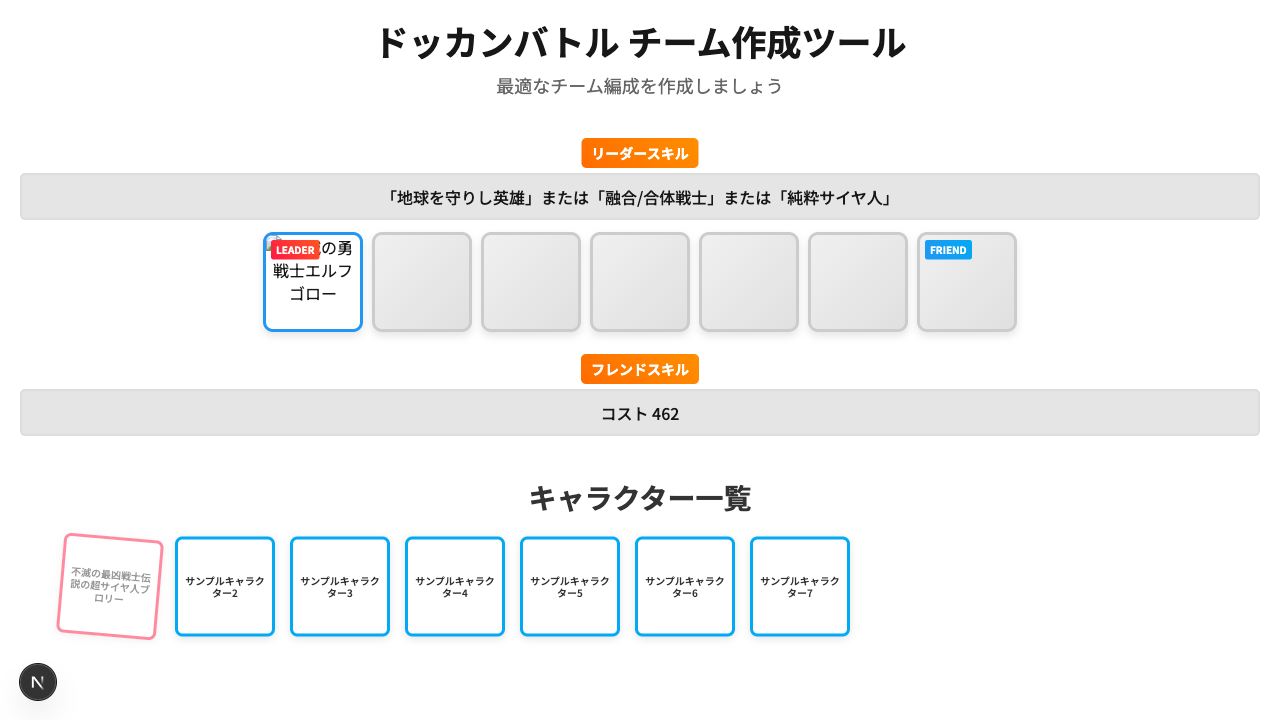 ドッカンバトル チーム作成ツール
最適なチーム編成を作成しましょう
リーダースキル
「地球を守りし英雄」または「融合/合体戦士」または「純粋サイヤ人」
LEADER
の勇
戦士エルフ
ゴロー
FRIEND
フレンドスキル
コスト 462
キャラクター一覧
不滅の最凶戦士伝
説の超サイヤ人ブ
ロリー
サンプルキャラク
ター2
サンプルキャラク
ター3
サンプルキャラク
ター4
サンプルキャラク
ター5
サンプルキャラク
ター6
サンプルキャラク
ター7
N